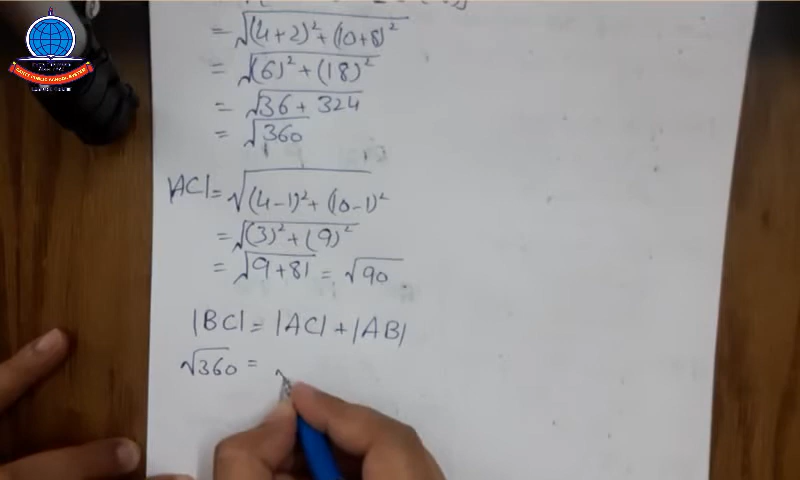 = √(4+2)² + (10+8)²
= √(6)² + (18)²
= √36 + 324
= √360
|AC| = √(4-1)² + (10-1)²
= √(3)² + (9)²
= √9+81 = √90
|BC| = |AC| + |AB|
√360 =